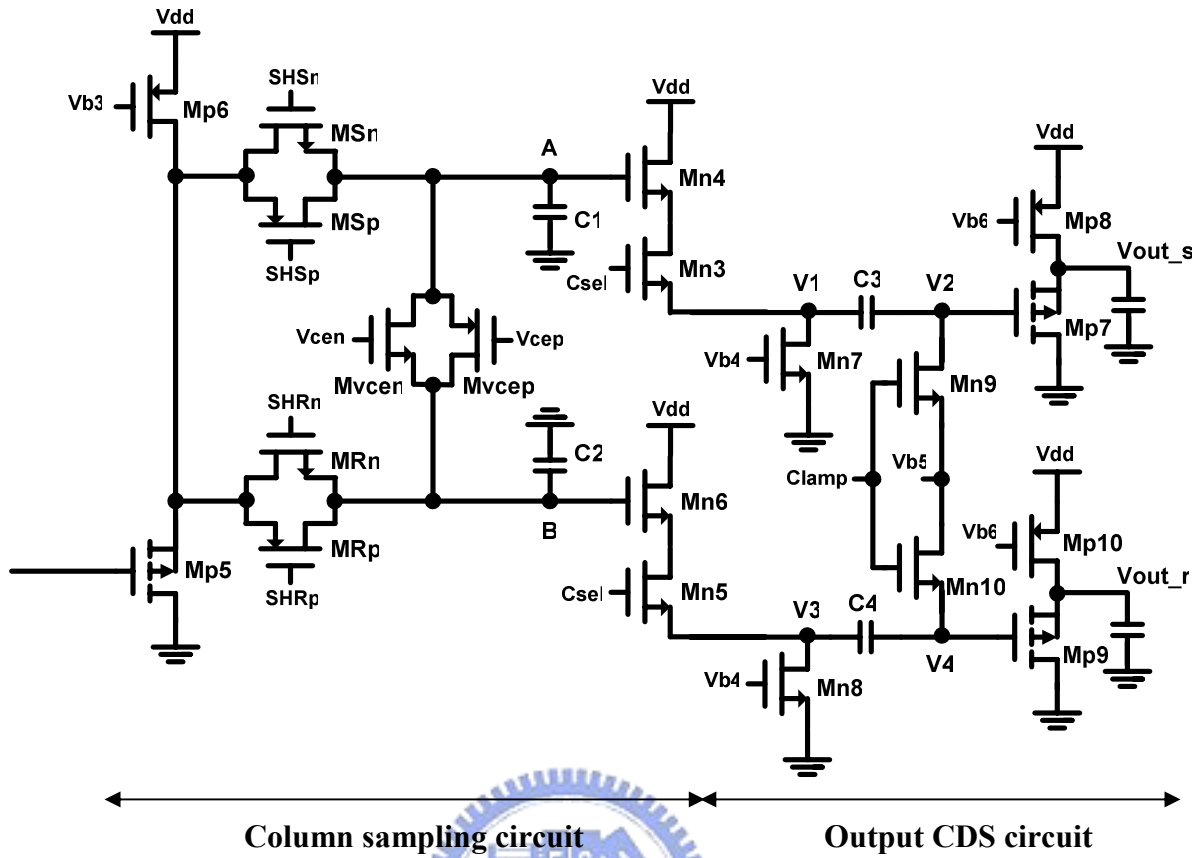 Vdd
Vb3
Mp6
SHSn
MSn
MSp
SHSp
A
C1
Vdd
Mn4
Mn3
Csel
Vcen
Vcep
Mvcen
Mvcep
SHRn
MRn
MRp
SHRp
Mp5
C2
B
Vdd
Mn6
Mn5
Csel
V1
C3
V2
Vb4
Mn7
Mn9
Clamp
Vb5
Mn10
V3
C4
V4
Vb4
Mn8
Vdd
Vb6
Mp8
Vout_s
Mp7
Vdd
Vb6
Mp10
Vout_r
Mp9
Column sampling circuit
Output CDS circuit